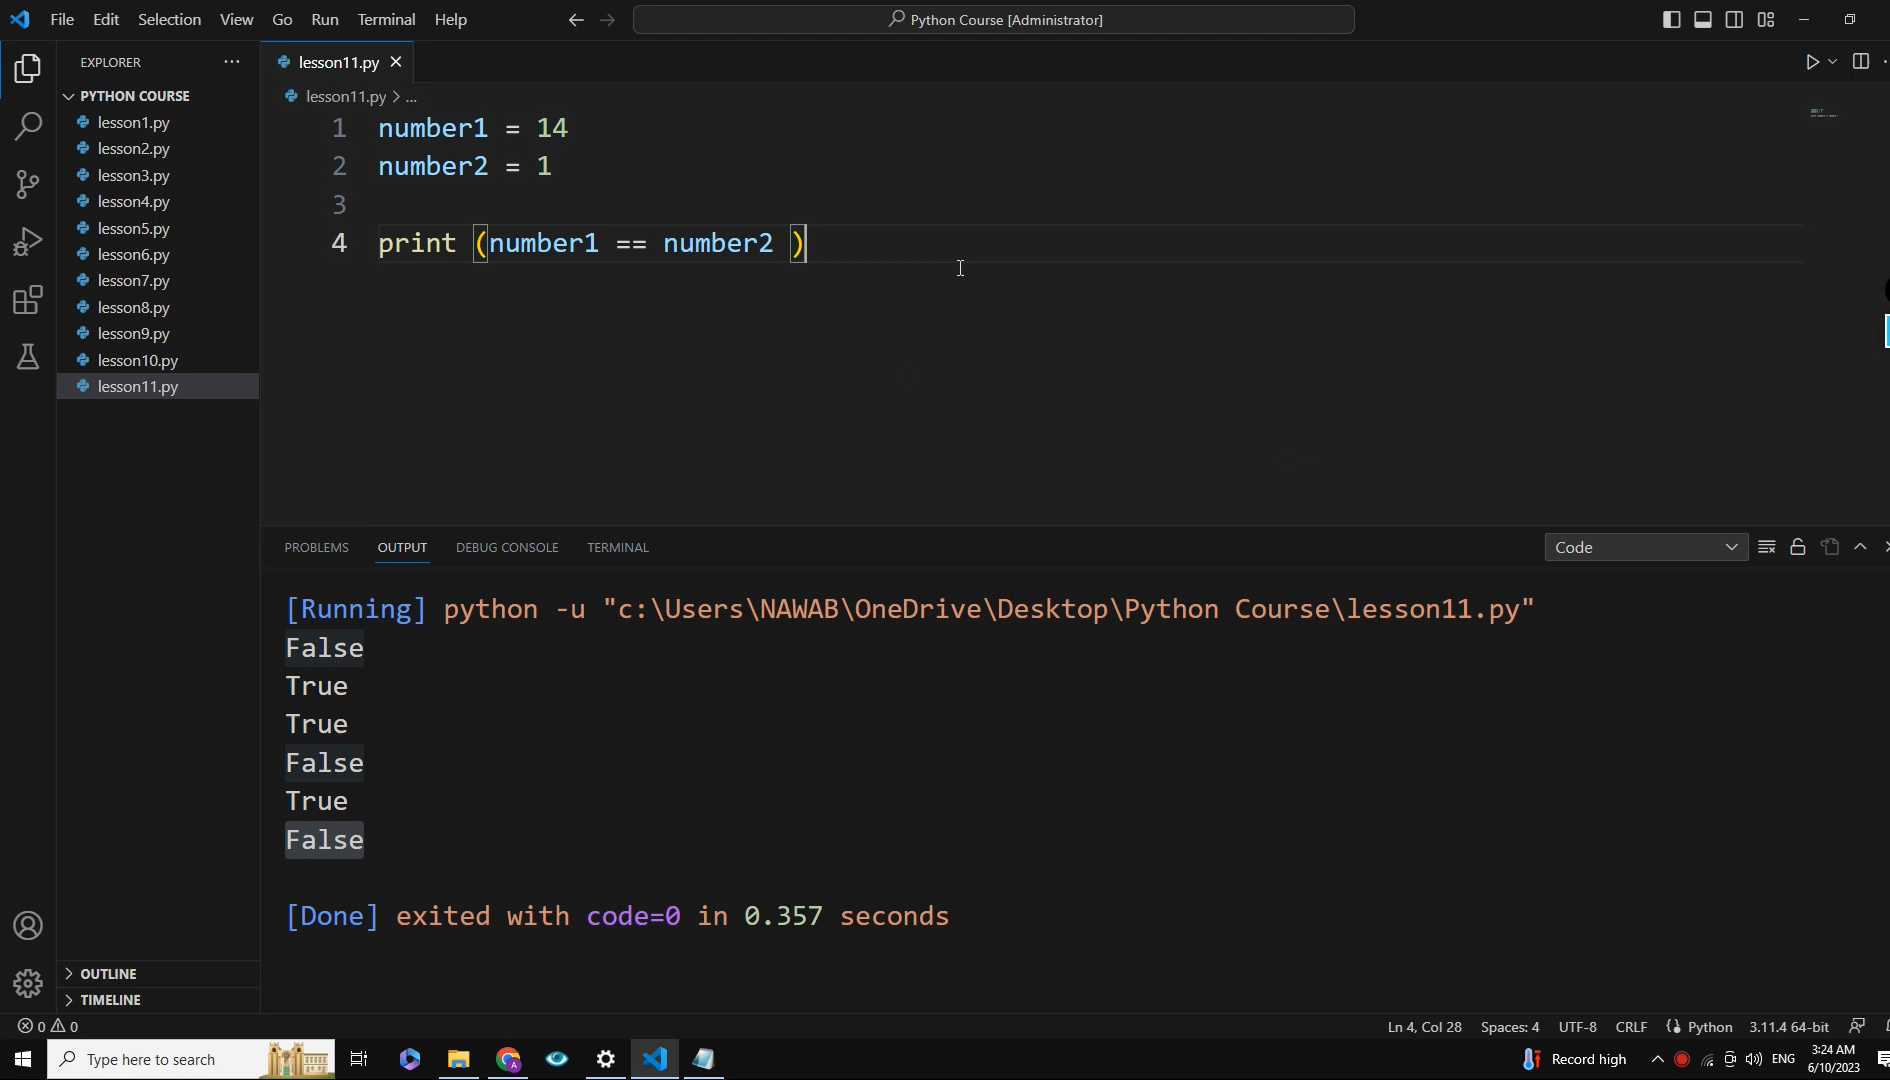 File Edit Selection View Go Run Terminal Help
Python Course [Administrator]
EXPLORER
PYTHON COURSE
lesson1.py
lesson2.py
lesson3.py
lesson4.py
lesson5.py
lesson6.py
lesson7.py
lesson8.py
lesson9.py
lesson10.py
lesson11.py
OUTLINE
TIMELINE
lesson11.py
lesson11.py > ...
1 number1 = 14
2 number2 = 1
3
4 print (number1 == number2 )
PROBLEMS OUTPUT DEBUG CONSOLE TERMINAL
Code
[Running] python -u "c:\Users\NAWAB\OneDrive\Desktop\Python Course\lesson11.py"
False
True
True
False
True
False
[Done] exited with code=0 in 0.357 seconds
0 0
Ln 4, Col 28 Spaces: 4 UTF-8 CRLF Python 3.11.4 64-bit
Type here to search
A
Record high
ENG
3:24 AM
6/10/2023